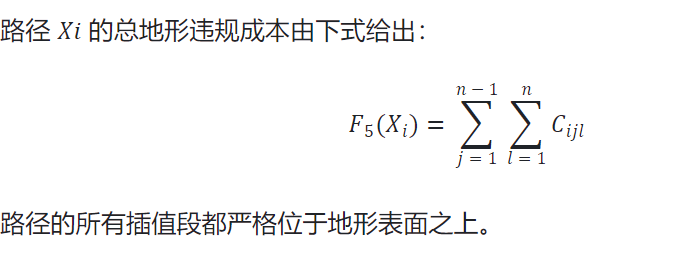 路径 Xi 的总地形违规成本由下式给出：
F₅(Xᵢ) = ∑_{j = 1}^{n − 1} ∑_{l = 1}^{n} C_{ijl}
路径的所有插值段都严格位于地形表面之上。